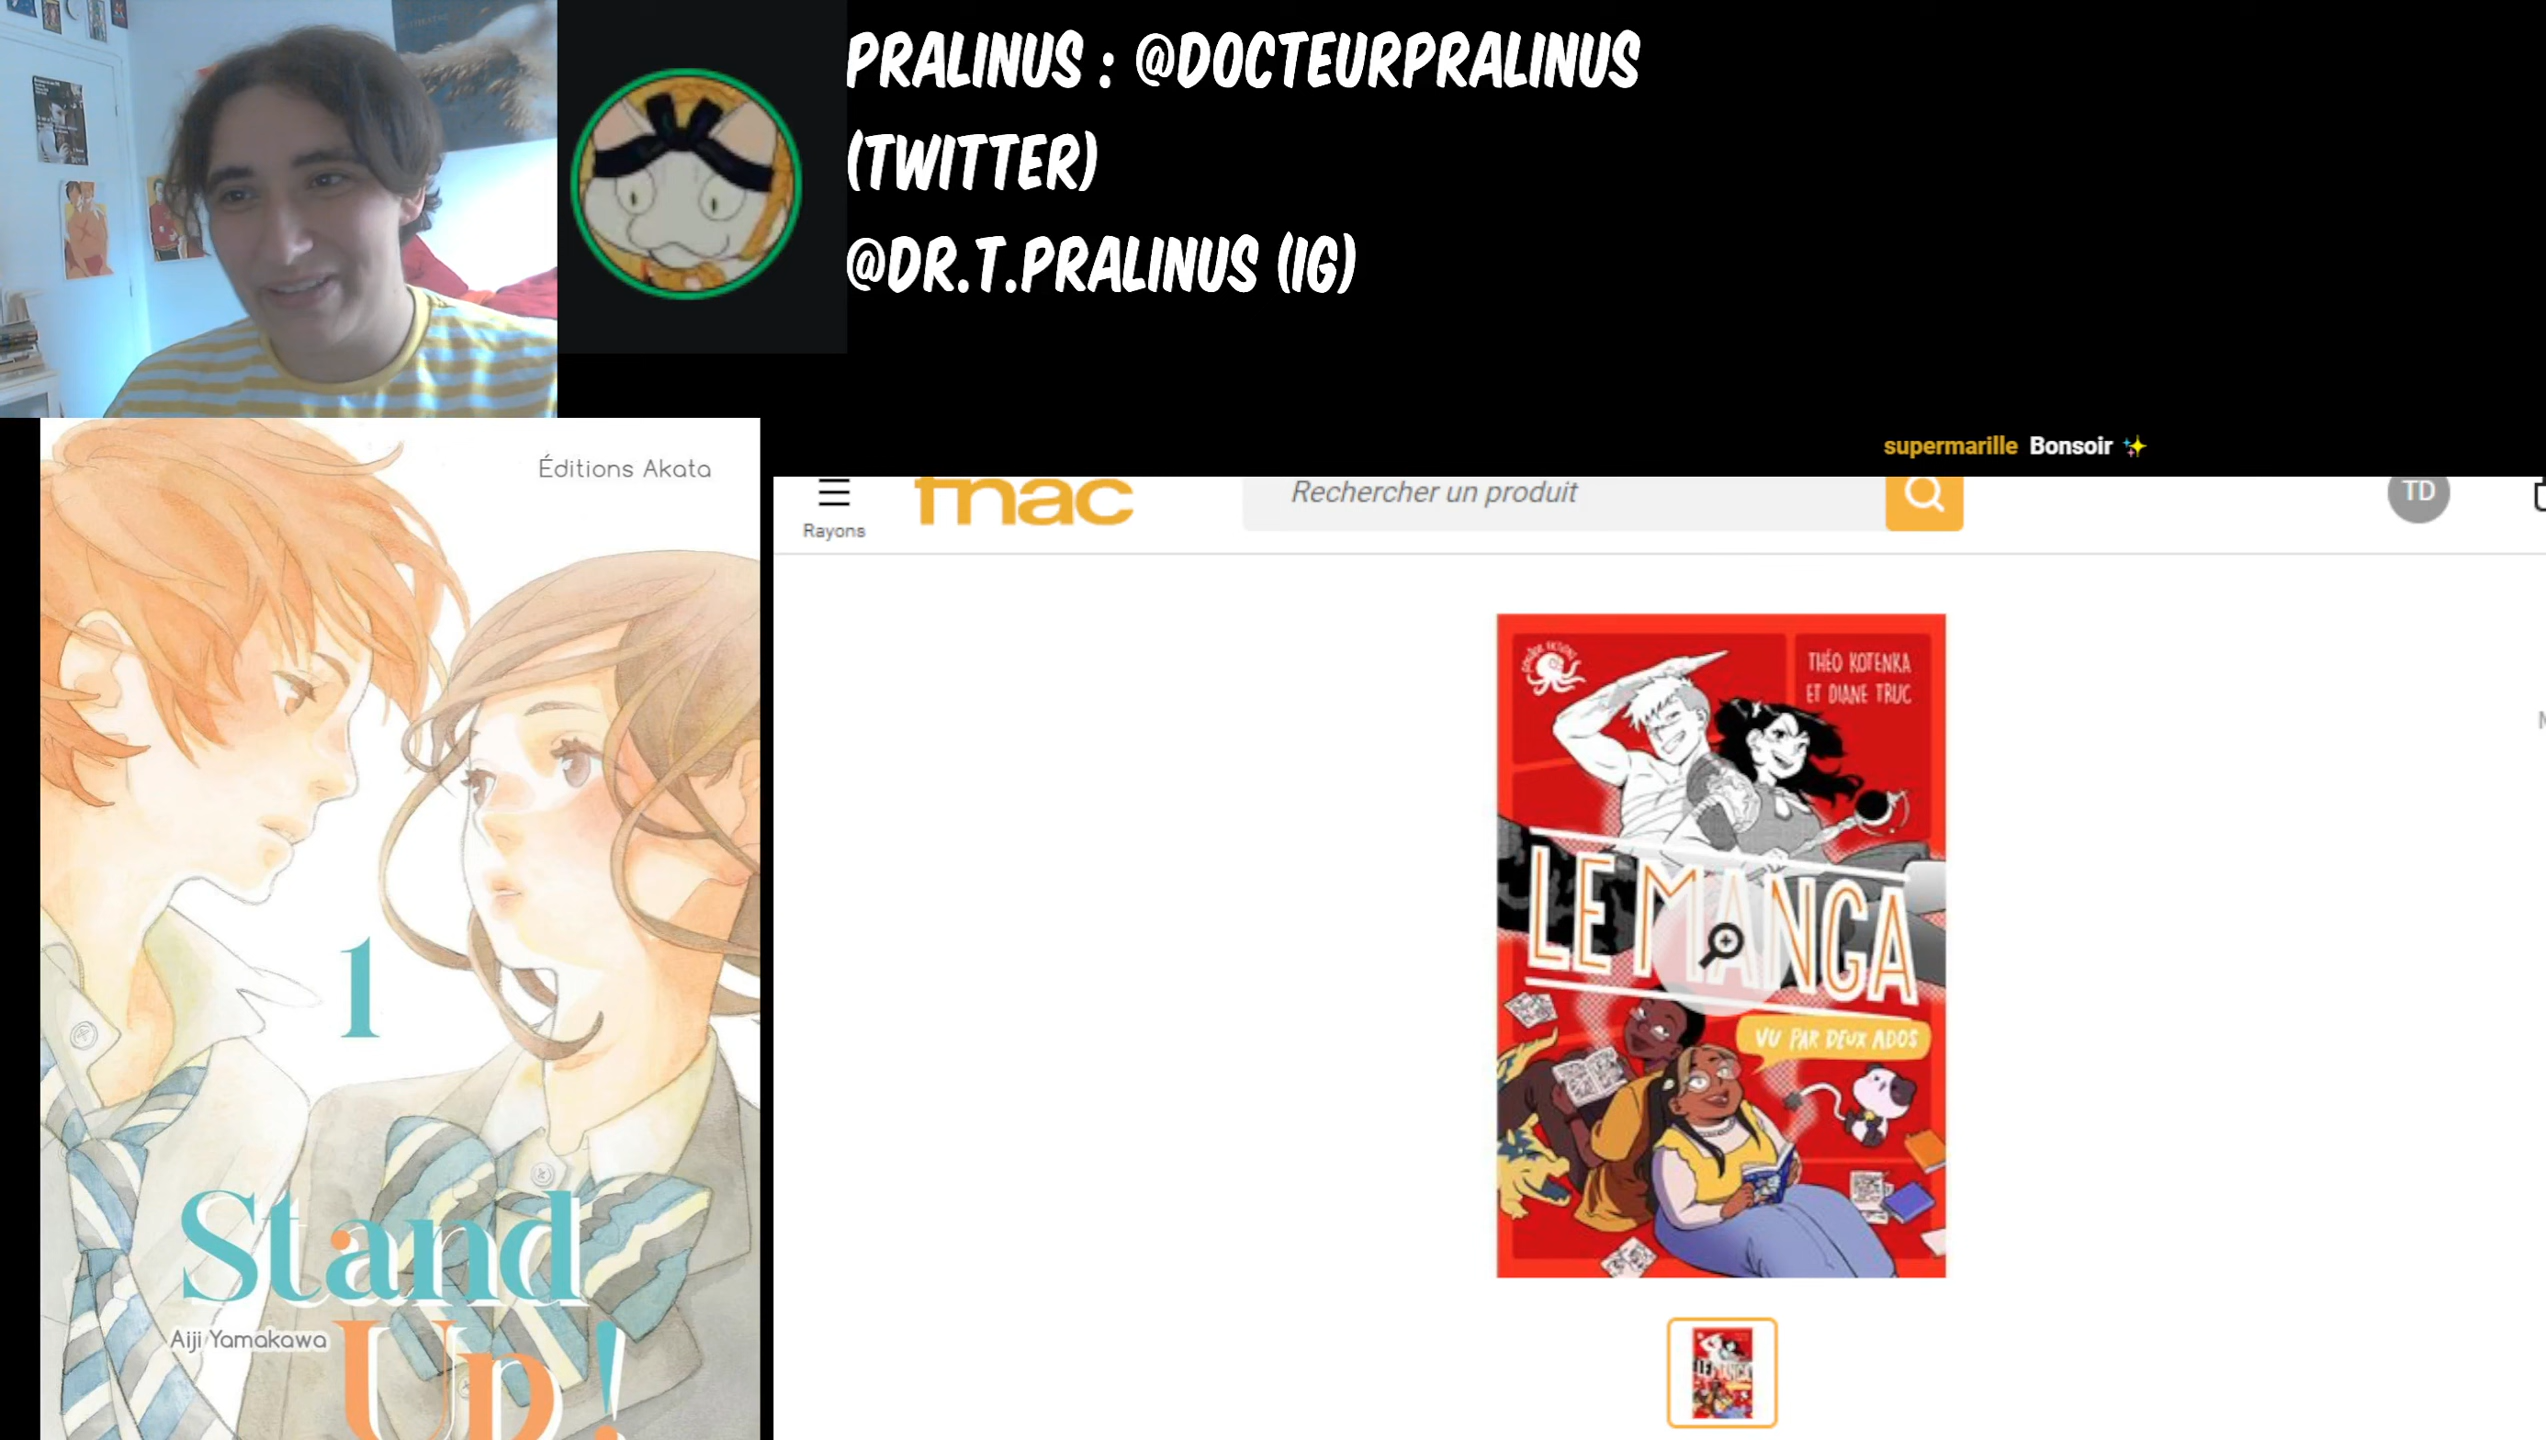 PRALINUS : @DOCTEURPRALINUS
(TWITTER)
@DR.T.PRALINUS (IG)
supermarille Bonsoir ✨
Éditions Akata
1
Stand
Up!
Aiji Yamakawa
Rayons
fnac
Rechercher un produit
TD
THÉO KOTENKA
ET DIANE TRUC
LE MANGA
VU PAR DEUX ADOS